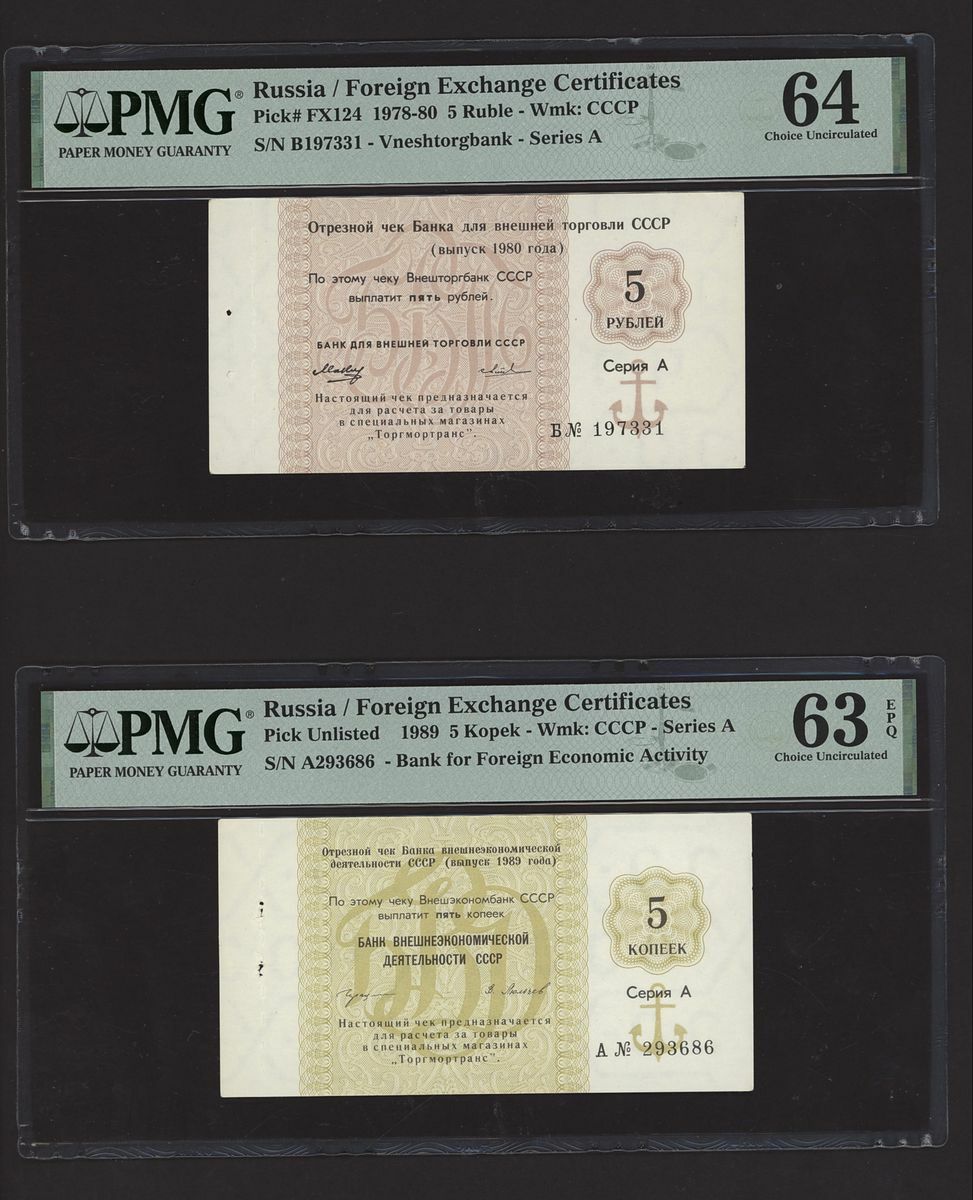 PMG®
PAPER MONEY GUARANTY
Russia / Foreign Exchange Certificates
Pick# FX124 1978-80 5 Ruble - Wmk: CCCP
S/N B197331 - Vneshtorgbank - Series A
64
Choice Uncirculated
Отрезной чек Банка для внешней торговли СССР
(выпуск 1980 года)
По этому чеку Внешторгбанк СССР
выплатит пять рублей.
БАНК ДЛЯ ВНЕШНЕЙ ТОРГОВЛИ СССР
Настоящий чек предназначается
для расчета за товары
в специальных магазинах
„Торгмортранс".
5
РУБЛЕЙ
Серия А
Б № 197331
PMG®
PAPER MONEY GUARANTY
Russia / Foreign Exchange Certificates
Pick Unlisted 1989 5 Kopek - Wmk: CCCP - Series A
S/N A293686 - Bank for Foreign Economic Activity
63
EPQ
Choice Uncirculated
Отрезной чек Банка внешнеэкономической
деятельности СССР (выпуск 1989 года)
По этому чеку Внешэкономбанк СССР
выплатит пять копеек
БАНК ВНЕШНЕЭКОНОМИЧЕСКОЙ
ДЕЯТЕЛЬНОСТИ СССР
Настоящий чек предназначается
для расчета за товары
в специальных магазинах
„Торгмортранс".
5
КОПЕЕК
Серия А
А № 293686